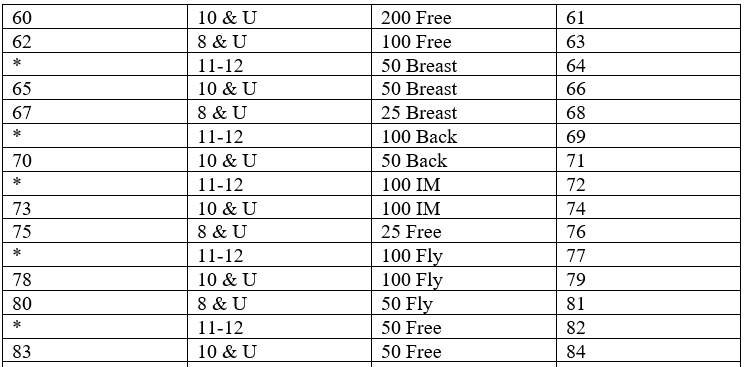 60 10 & U 200 Free 61
62 8 & U 100 Free 63
* 11-12 50 Breast 64
65 10 & U 50 Breast 66
67 8 & U 25 Breast 68
* 11-12 100 Back 69
70 10 & U 50 Back 71
* 11-12 100 IM 72
73 10 & U 100 IM 74
75 8 & U 25 Free 76
* 11-12 100 Fly 77
78 10 & U 100 Fly 79
80 8 & U 50 Fly 81
* 11-12 50 Free 82
83 10 & U 50 Free 84